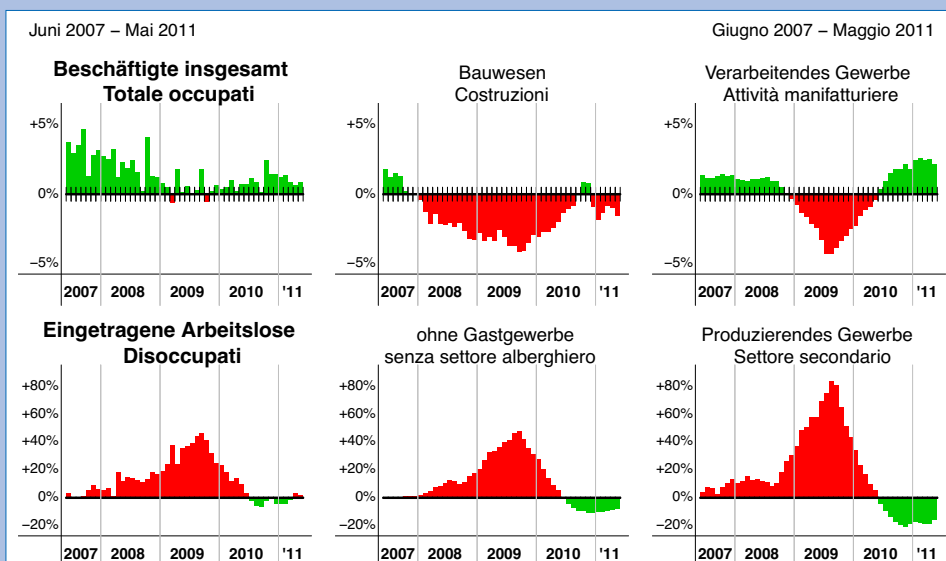 Juni 2007 – Mai 2011
Giugno 2007 – Maggio 2011
Beschäftigte insgesamt
Totale occupati
+5%
0%
−5%
2007 2008 2009 2010 '11
Bauwesen
Costruzioni
+5%
0%
−5%
2007 2008 2009 2010 '11
Verarbeitendes Gewerbe
Attività manifatturiere
+5%
0%
−5%
2007 2008 2009 2010 '11
Eingetragene Arbeitslose
Disoccupati
+80%
+60%
+40%
+20%
0%
−20%
2007 2008 2009 2010 '11
ohne Gastgewerbe
senza settore alberghiero
+80%
+60%
+40%
+20%
0%
−20%
2007 2008 2009 2010 '11
Produzierendes Gewerbe
Settore secondario
+80%
+60%
+40%
+20%
0%
−20%
2007 2008 2009 2010 '11